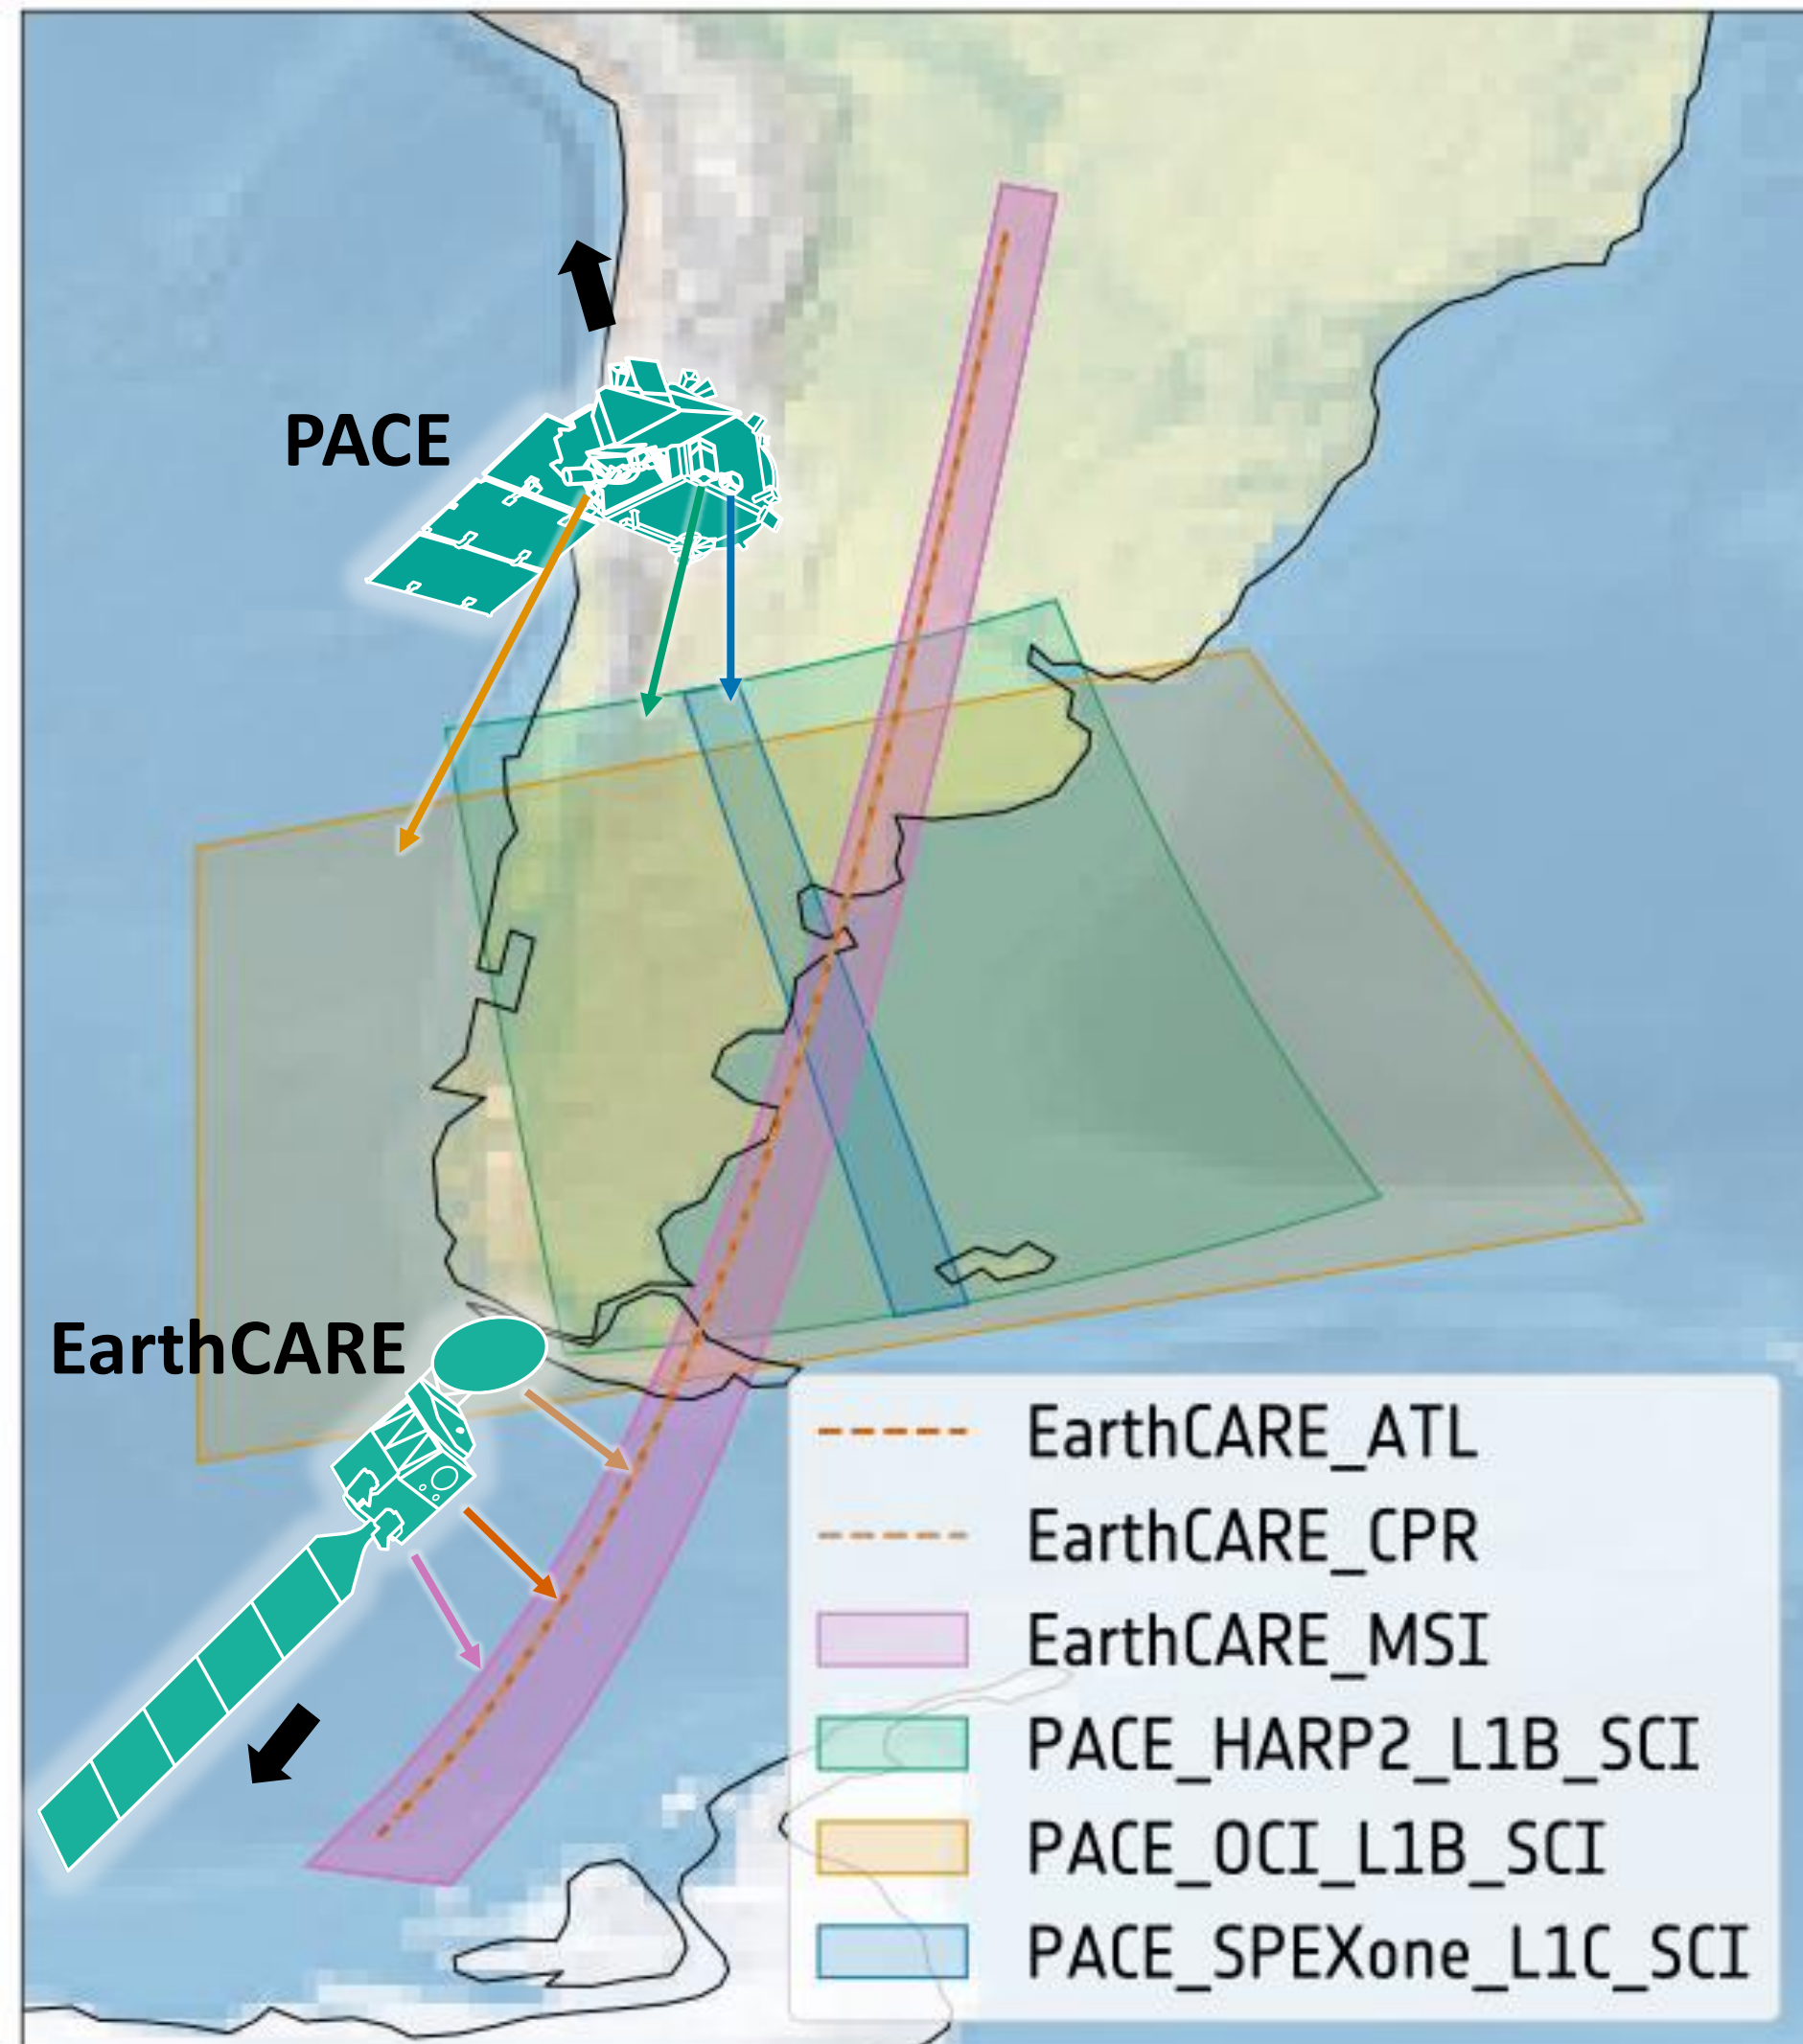 PACE
EarthCARE
EarthCARE_ATL
EarthCARE_CPR
EarthCARE_MSI
PACE_HARP2_L1B_SCI
PACE_OCI_L1B_SCI
PACE_SPEXone_L1C_SCI